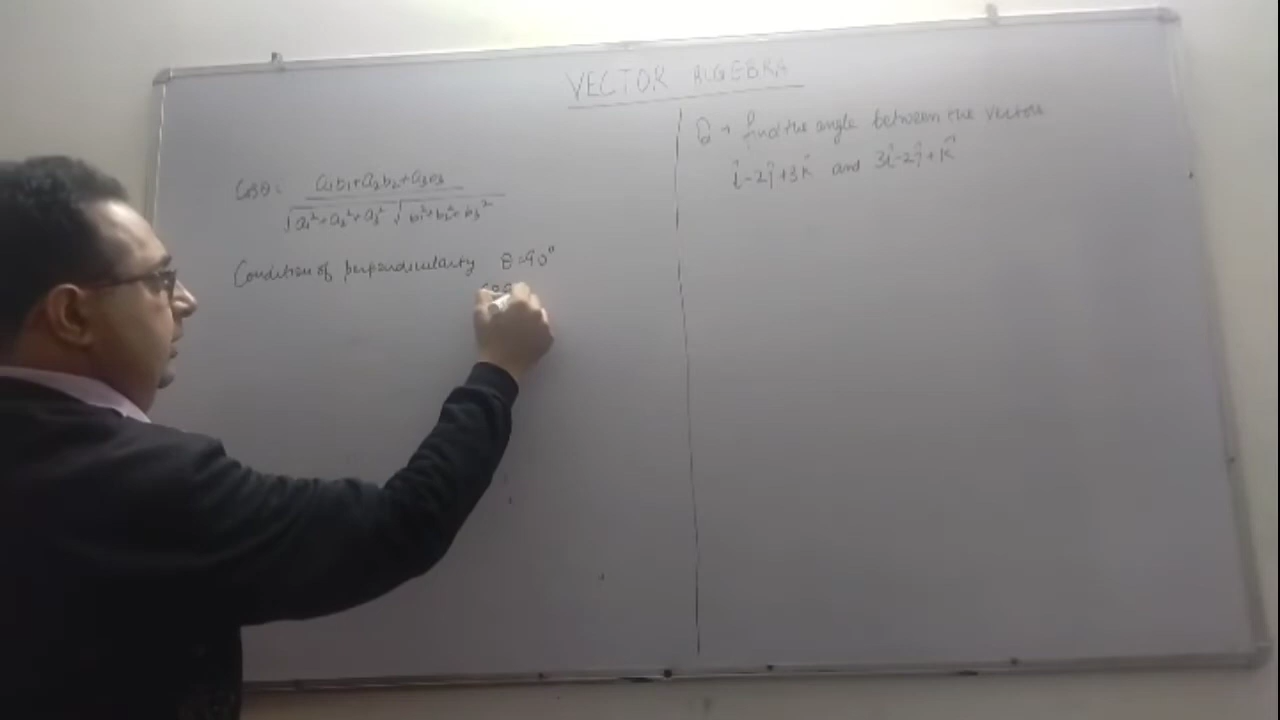 VECTOR ALGEBRA
Cosθ = a1b1+a2b2+a3b3
√a1²+a2²+a3² √b1²+b2²+b3²
Condition of perpendicularity θ=90°
Cos
Q → find the angle between the vectors
î-2ĵ+3k̂ and 3î-2ĵ+k̂